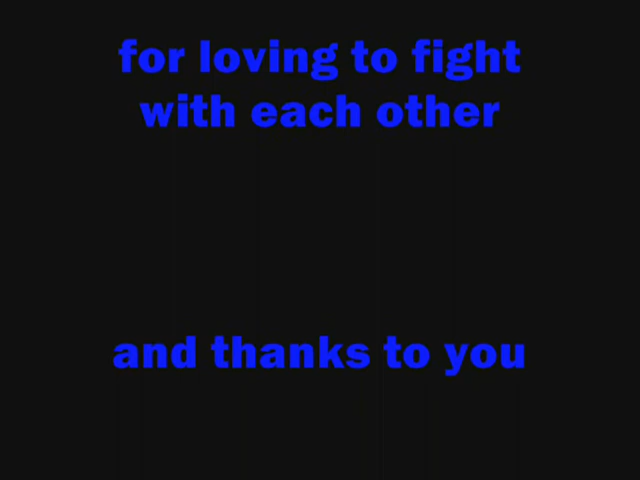 for loving to fight
with each other
and thanks to you